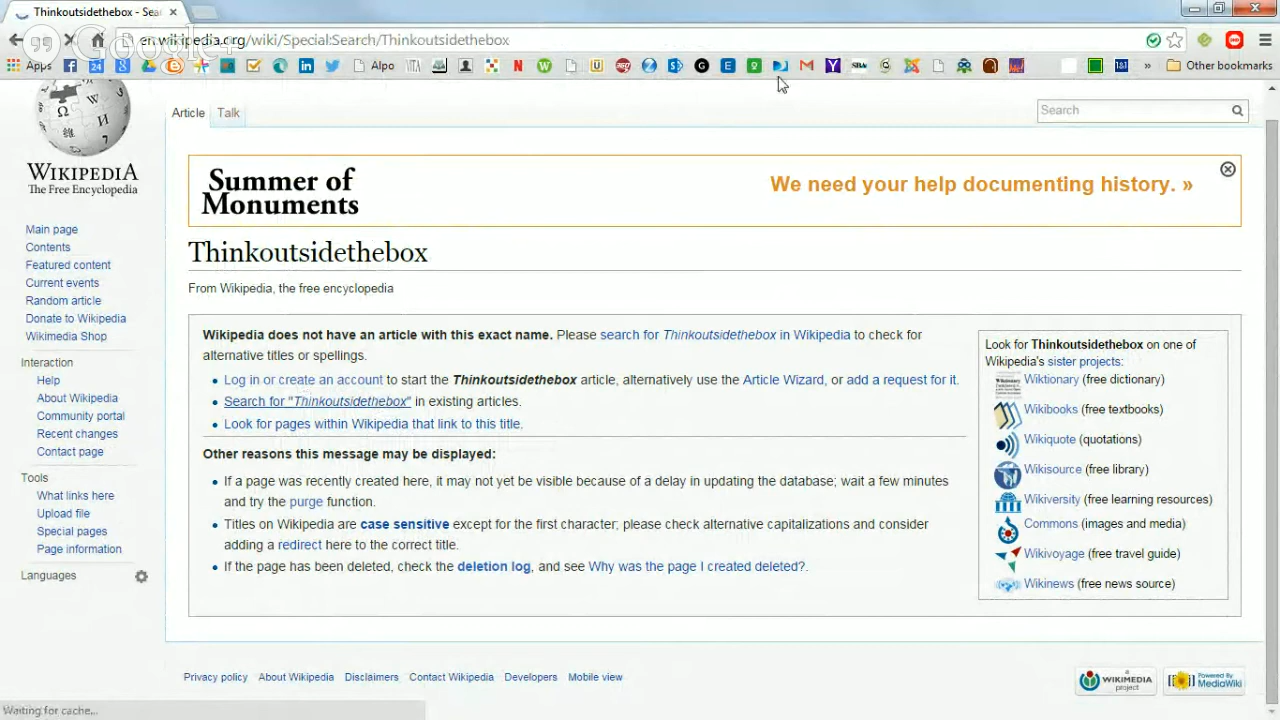 Thinkoutsidethebox - Sea
Google+
en.wikipedia.org/wiki/Special:Search/Thinkoutsidethebox
Apps
Alpo
Other bookmarks
Article
Talk
Search
WIKIPEDIA
The Free Encyclopedia
Summer of
Monuments
We need your help documenting history. »
Thinkoutsidethebox
From Wikipedia, the free encyclopedia
Main page
Contents
Featured content
Current events
Random article
Donate to Wikipedia
Wikimedia Shop
Interaction
Help
About Wikipedia
Community portal
Recent changes
Contact page
Tools
What links here
Upload file
Special pages
Page information
Languages
Wikipedia does not have an article with this exact name. Please search for Thinkoutsidethebox in Wikipedia to check for
alternative titles or spellings.
Log in or create an account to start the Thinkoutsidethebox article, alternatively use the Article Wizard, or add a request for it.
Search for "Thinkoutsidethebox" in existing articles.
Look for pages within Wikipedia that link to this title.
Other reasons this message may be displayed:
If a page was recently created here, it may not yet be visible because of a delay in updating the database; wait a few minutes
and try the purge function.
Titles on Wikipedia are case sensitive except for the first character; please check alternative capitalizations and consider
adding a redirect here to the correct title.
If the page has been deleted, check the deletion log, and see Why was the page I created deleted?.
Look for Thinkoutsidethebox on one of
Wikipedia's sister projects:
Wiktionary (free dictionary)
Wikibooks (free textbooks)
Wikiquote (quotations)
Wikisource (free library)
Wikiversity (free learning resources)
Commons (images and media)
Wikivoyage (free travel guide)
Wikinews (free news source)
Privacy policy
About Wikipedia
Disclaimers
Contact Wikipedia
Developers
Mobile view
a
WIKIMEDIA
project
Powered By
MediaWiki
Waiting for cache...